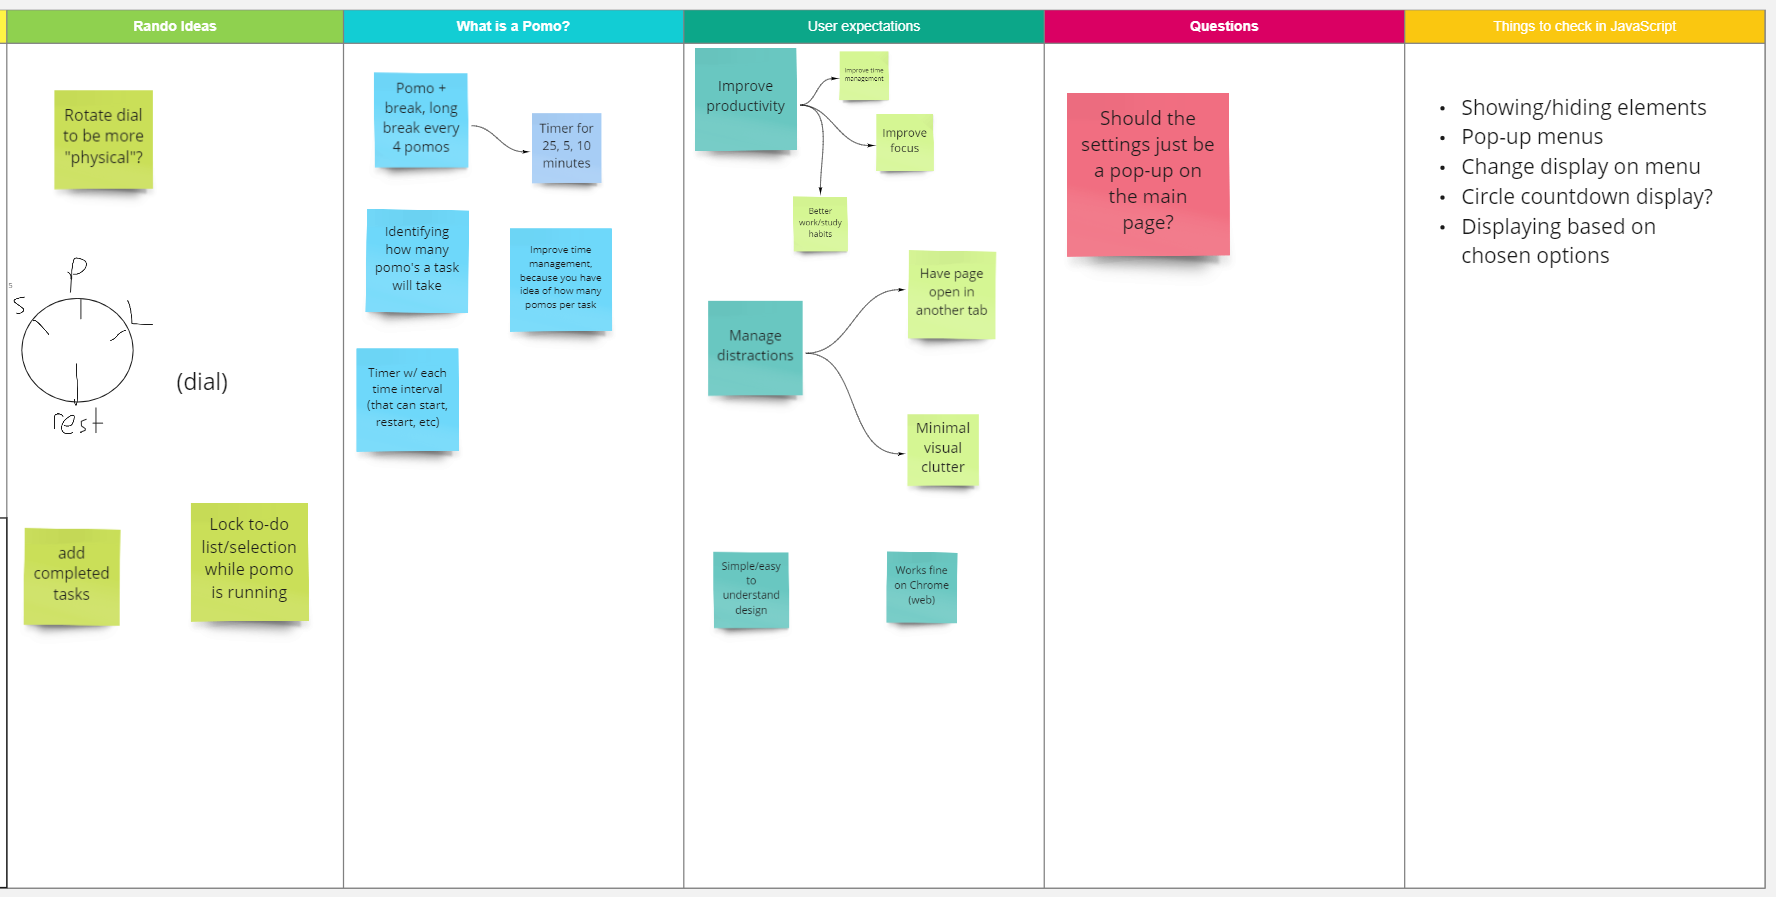 Rando Ideas
What is a Pomo?
User expectations
Questions
Things to check in JavaScript
Rotate dial
to be more
"physical"?
P
S
L
rest
(dial)
add
completed
tasks
Lock to-do
list/selection
while pomo
is running
Pomo +
break, long
break every
4 pomos
Timer for
25, 5, 10
minutes
Identifying
how many
pomo's a task
will take
Improve time
management,
because you have
idea of how many
pomos per task
Timer w/ each
time interval
(that can start,
restart, etc)
Improve
productivity
Improve time
management
Improve
focus
Better
work/study
habits
Manage
distractions
Have page
open in
another tab
Minimal
visual
clutter
Simple/easy
to
understand
design
Works fine
on Chrome
(web)
Should the
settings just be
a pop-up on
the main
page?
• Showing/hiding elements
• Pop-up menus
• Change display on menu
• Circle countdown display?
• Displaying based on
chosen options